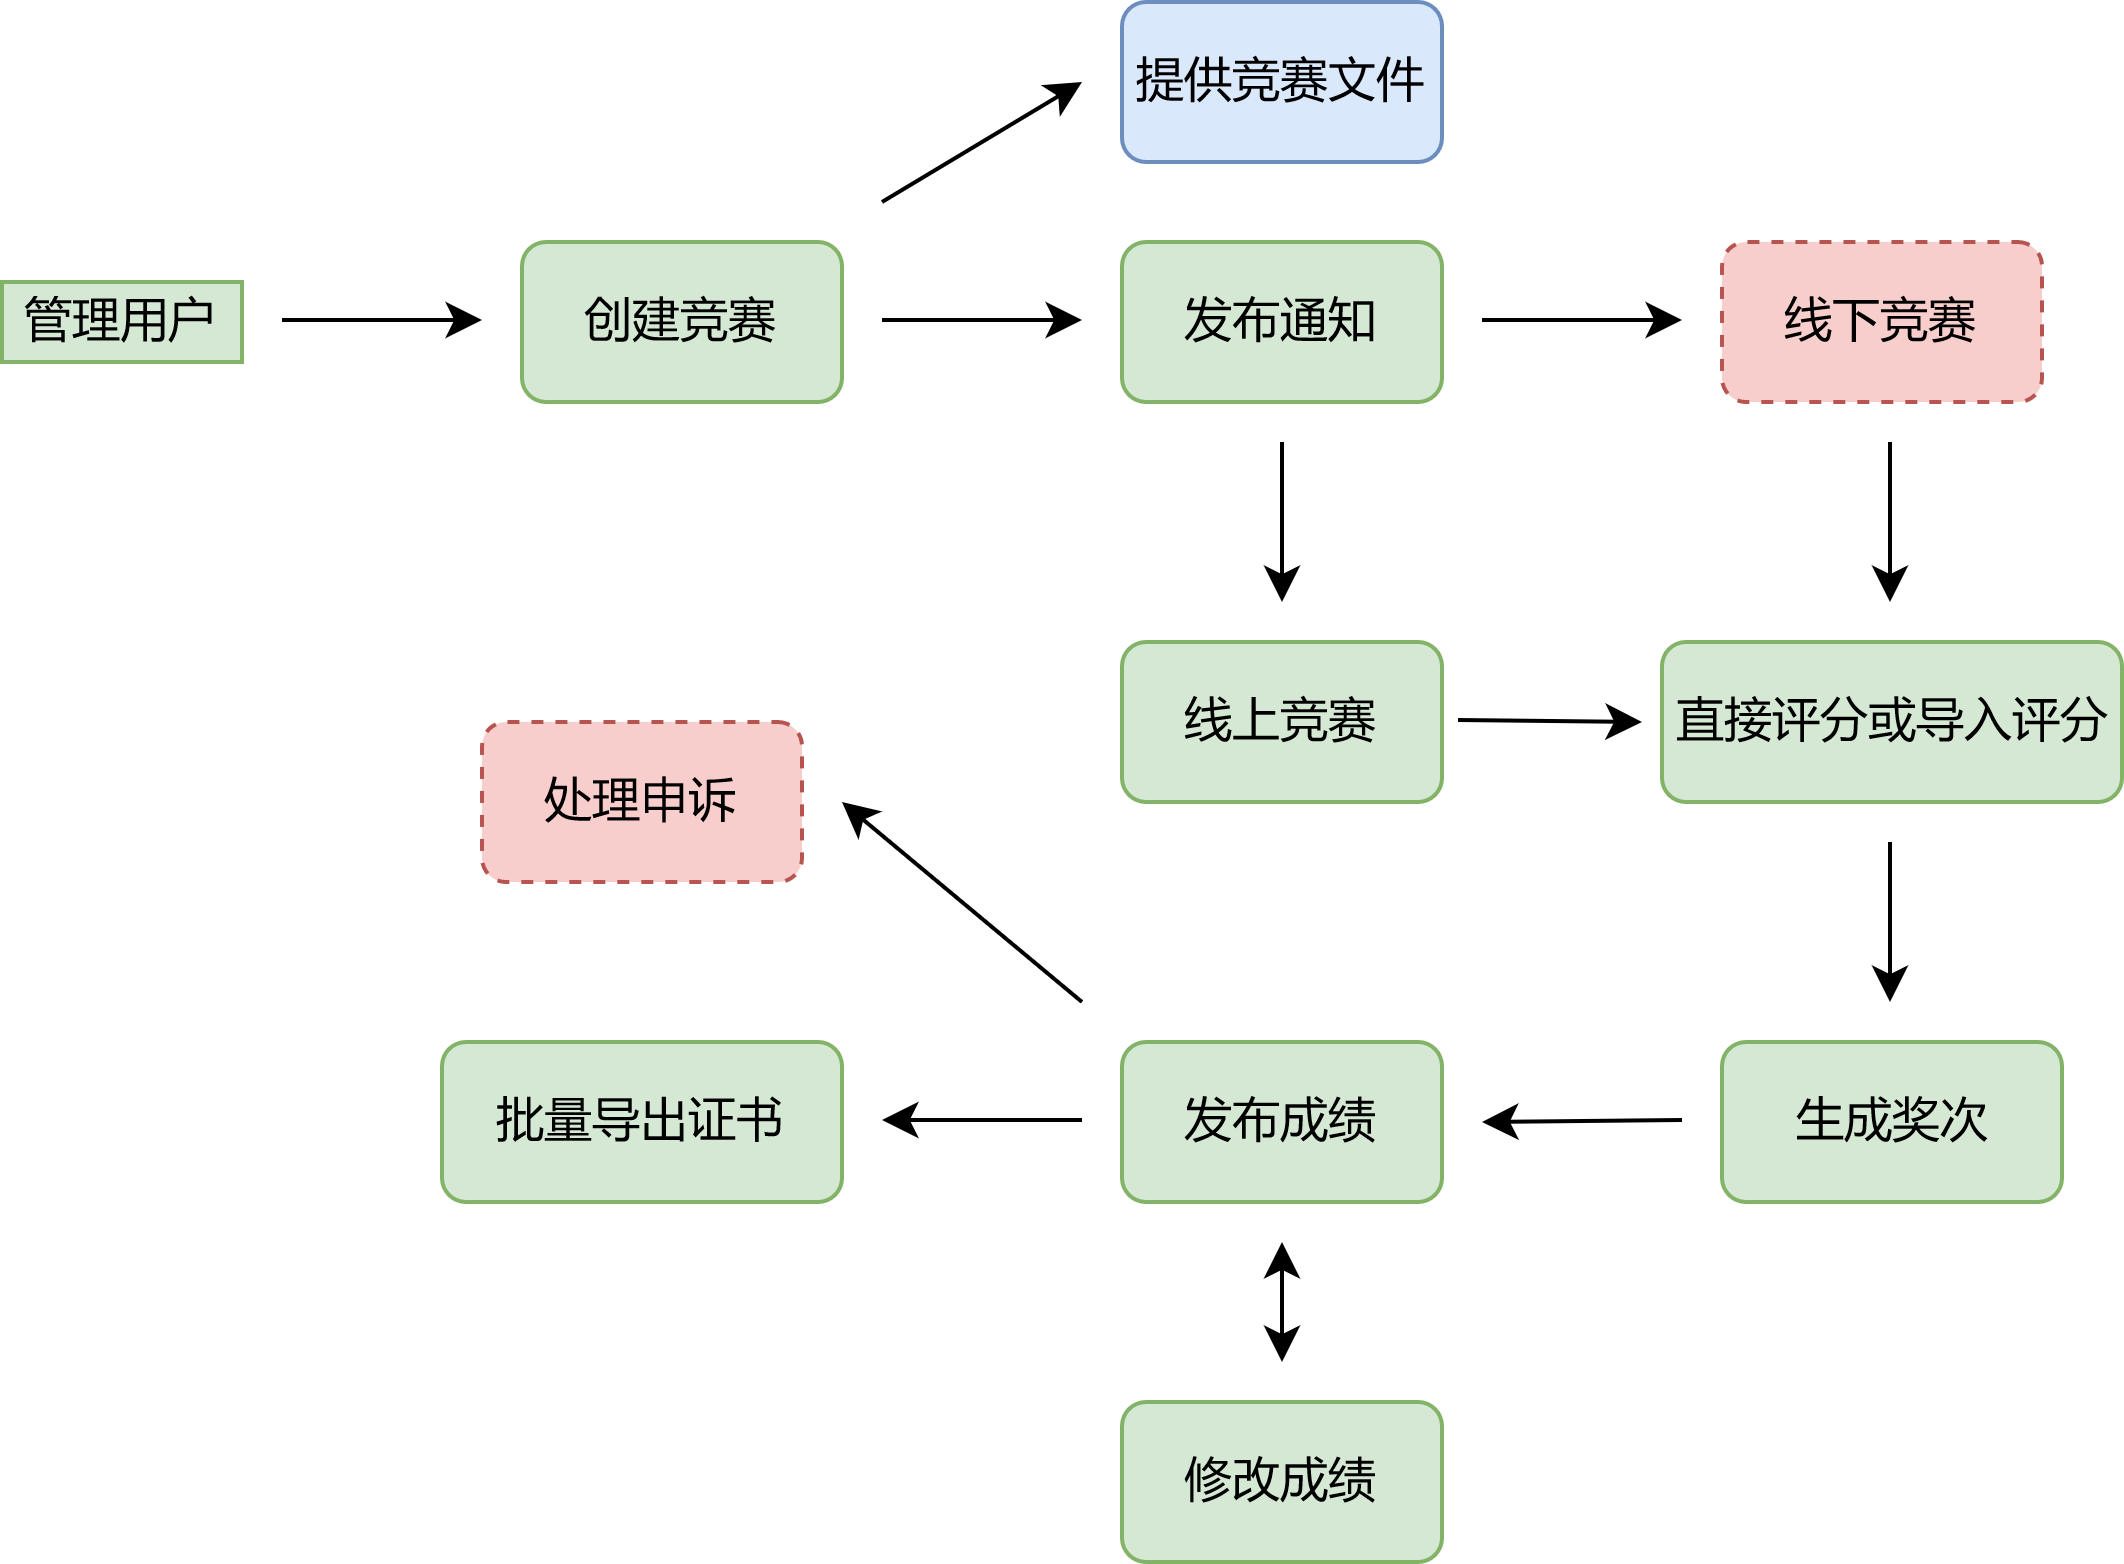 提供竞赛文件
管理用户
创建竞赛
发布通知
线下竞赛
线上竞赛
直接评分或导入评分
处理申诉
批量导出证书
发布成绩
生成奖次
修改成绩